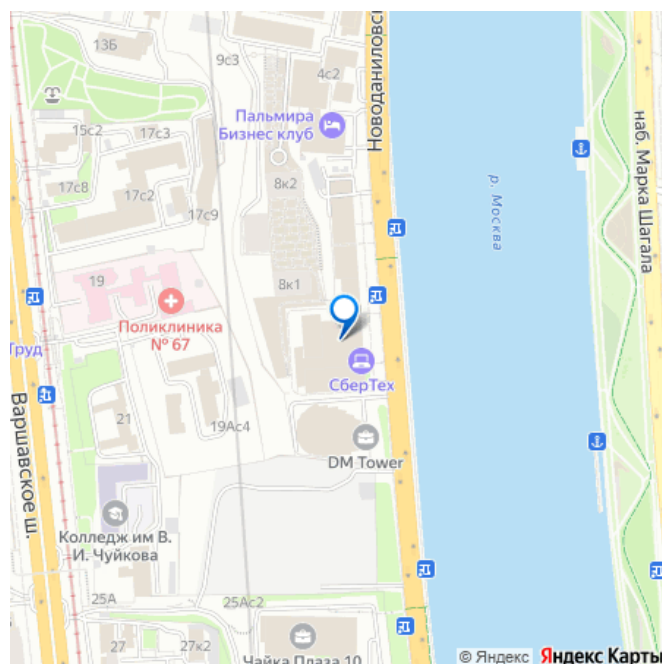 13Б
9с3
4с2
Новоданиловск
Пальмира
Бизнес клуб
15с2
17с3
17с8
17с2
17с9
8к2
р. Москва
наб. Марка Шагала
19
8к1
Поликлиника
№ 67
Труд
СберТех
Варшавское ш.
21
19Ас4
DM Tower
Колледж им В.
И. Чуйкова
25А
25Ас2
27
27к2
Чайка Плаза 10
© Яндекс Яндекс Карты